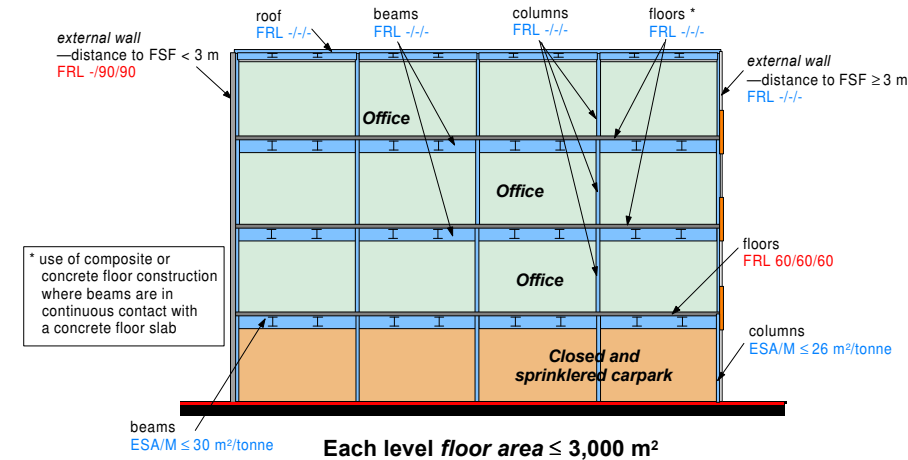 roof
FRL -/-/-
beams
FRL -/-/-
columns
FRL -/-/-
floors *
FRL -/-/-
external wall
—distance to FSF < 3 m
FRL -/90/90
external wall
—distance to FSF ≥ 3 m
FRL -/-/-
Office
Office
Office
* use of composite or
concrete floor construction
where beams are in
continuous contact with
a concrete floor slab
floors
FRL 60/60/60
Closed and
sprinklered carpark
columns
ESA/M ≤ 26 m²/tonne
beams
ESA/M ≤ 30 m²/tonne
Each level floor area ≤ 3,000 m²